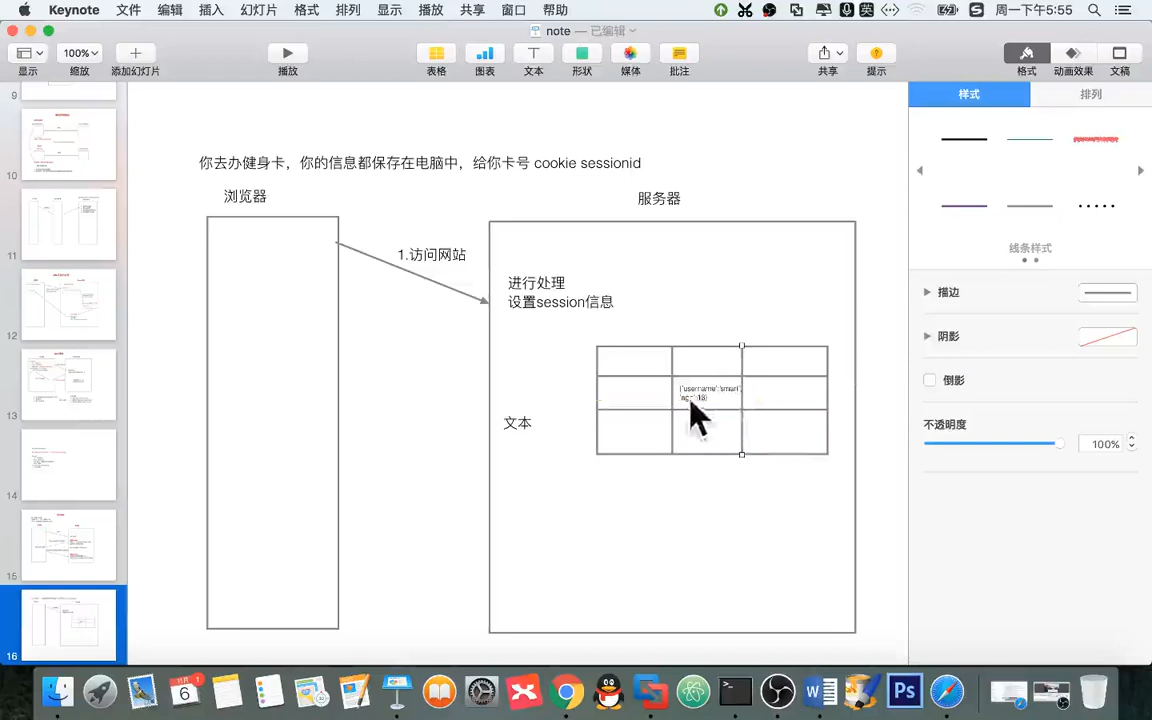 Keynote 文件 编辑 插入 幻灯片 格式 排列 显示 播放 共享 窗口 帮助
英 周一下午5:55
note — 已编辑
100%
显示 缩放 添加幻灯片 播放 表格 图表 文本 形状 媒体 批注 共享 提示 格式 动画效果 文稿
样式 排列
9
10
11
12
13
14
15
16
你去办健身卡，你的信息都保存在电脑中，给你卡号 cookie sessionid
浏览器
服务器
1.访问网站
进行处理
设置session信息
{'username':'smart',
文本
线条样式
描边
阴影
倒影
不透明度
100%
6
Ps